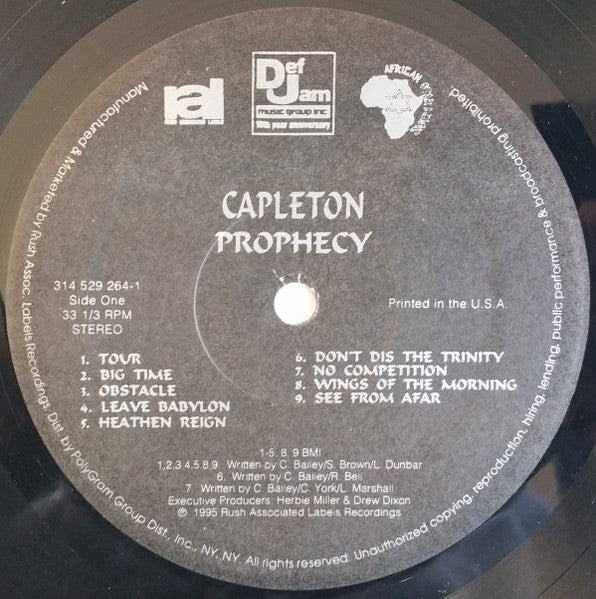 ral
Def
Jam
music group inc
10th year anniversary
AFRICAN
CAPLETON
PROPHECY
314 529 264-1
Side One
33 1/3 RPM
STEREO
Printed in the U.S.A.
1. TOUR
2. BIG TIME
3. OBSTACLE
4. LEAVE BABYLON
5. HEATHEN REIGN
6. DON'T DIS THE TRINITY
7. NO COMPETITION
8. WINGS OF THE MORNING
9. SEE FROM AFAR
1-5, 8, 9 BMI
1,2,3 4,5,8,9. Written by C. Bailey/S. Brown/L. Dunbar
6. Written by C. Bailey/R. Bell
7. Written by C. Bailey/C. York/L. Marshall
Executive Producers: Herbie Miller & Drew Dixon
℗ 1995 Rush Associated Labels Recordings
Manufactured & Marketed by Rush Assoc. Labels Recordings, Dist. by PolyGram Group Dist., Inc., NY, NY. All rights reserved. Unauthorized copying, reproduction, hiring, lending, public performance & broadcasting prohibited